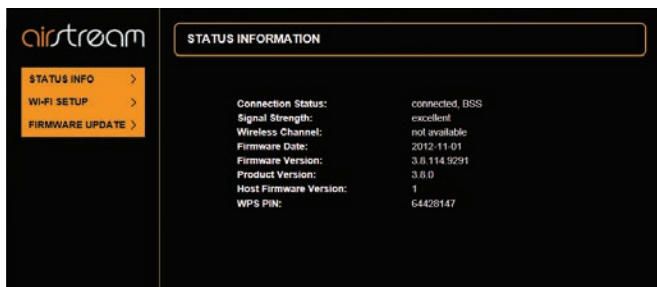 airstream
STATUS INFORMATION
STATUS INFO >
WI-FI SETUP >
FIRMWARE UPDATE >
Connection Status: connected, BSS
Signal Strength: excellent
Wireless Channel: not available
Firmware Date: 2012-11-01
Firmware Version: 3.8.114.9291
Product Version: 3.8.0
Host Firmware Version: 1
WPS PIN: 64428147